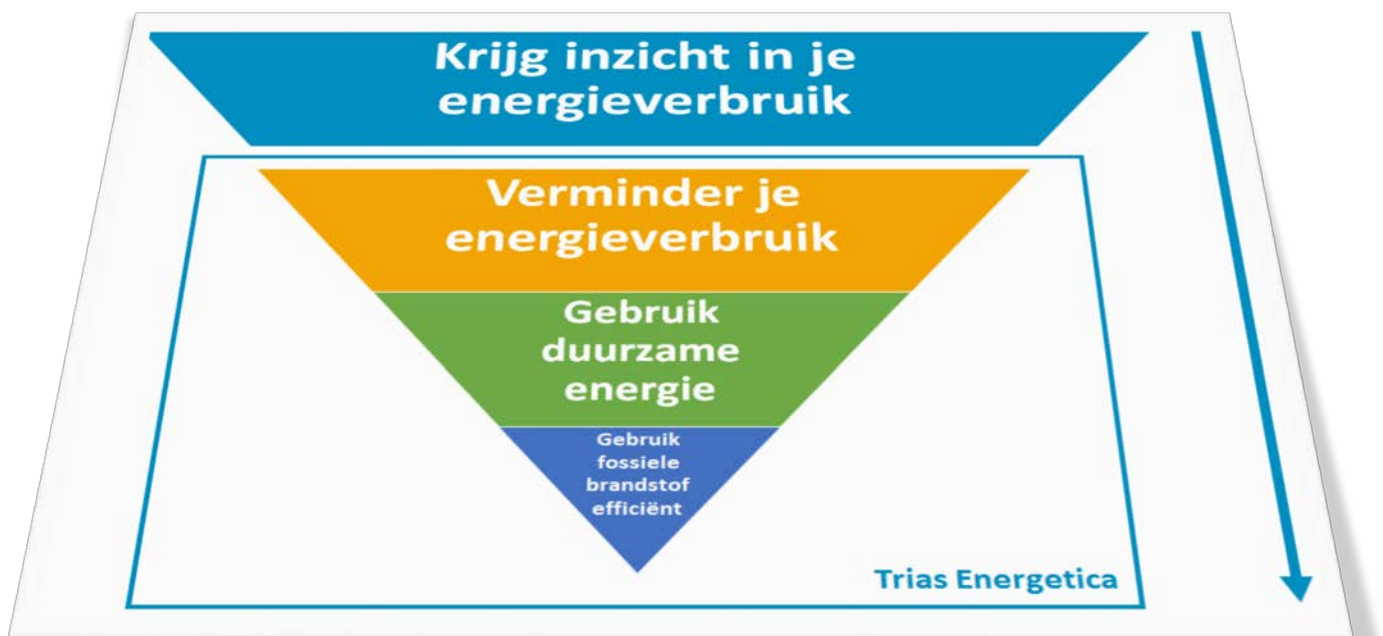 Krijg inzicht in je
energieverbruik
Verminder je
energieverbruik
Gebruik
duurzame
energie
Gebruik
fossiele
brandstof
efficiënt
Trias Energetica